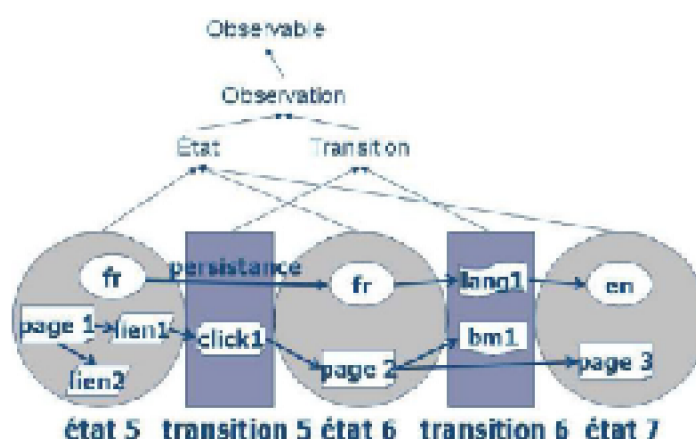 Observable
Observation
État Transition
fr persistance fr lang1 en
page 1 lien1 click1 bm1
lien2 page 2 page 3
état 5 transition 5 état 6 transition 6 état 7